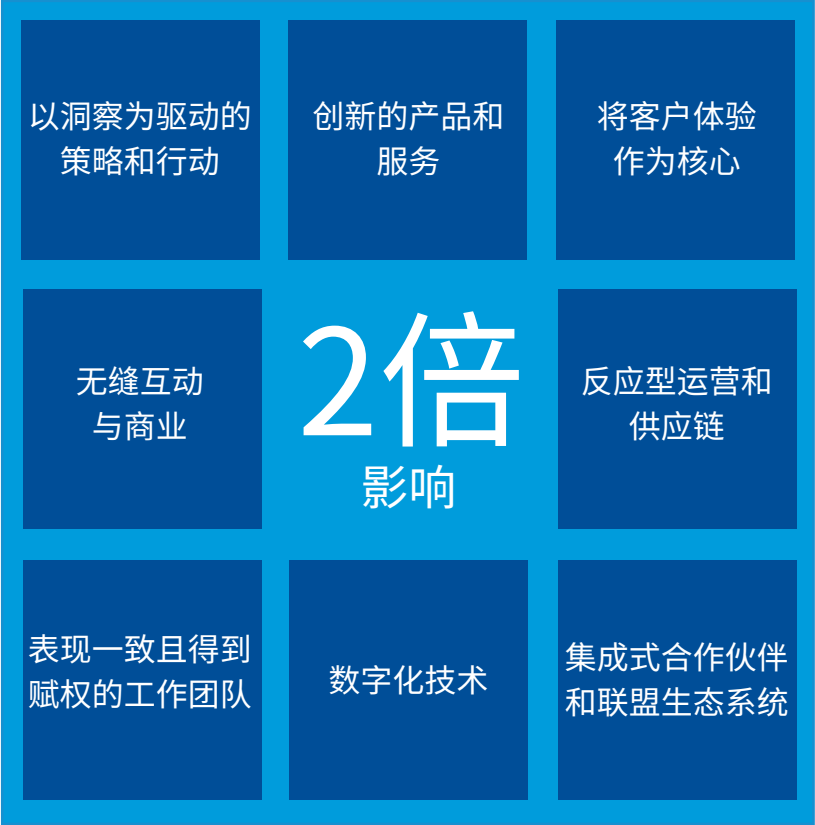 以洞察为驱动的
策略和行动
创新的产品和
服务
将客户体验
作为核心
无缝互动
与商业
2倍
影响
反应型运营和
供应链
表现一致且得到
赋权的工作团队
数字化技术
集成式合作伙伴
和联盟生态系统